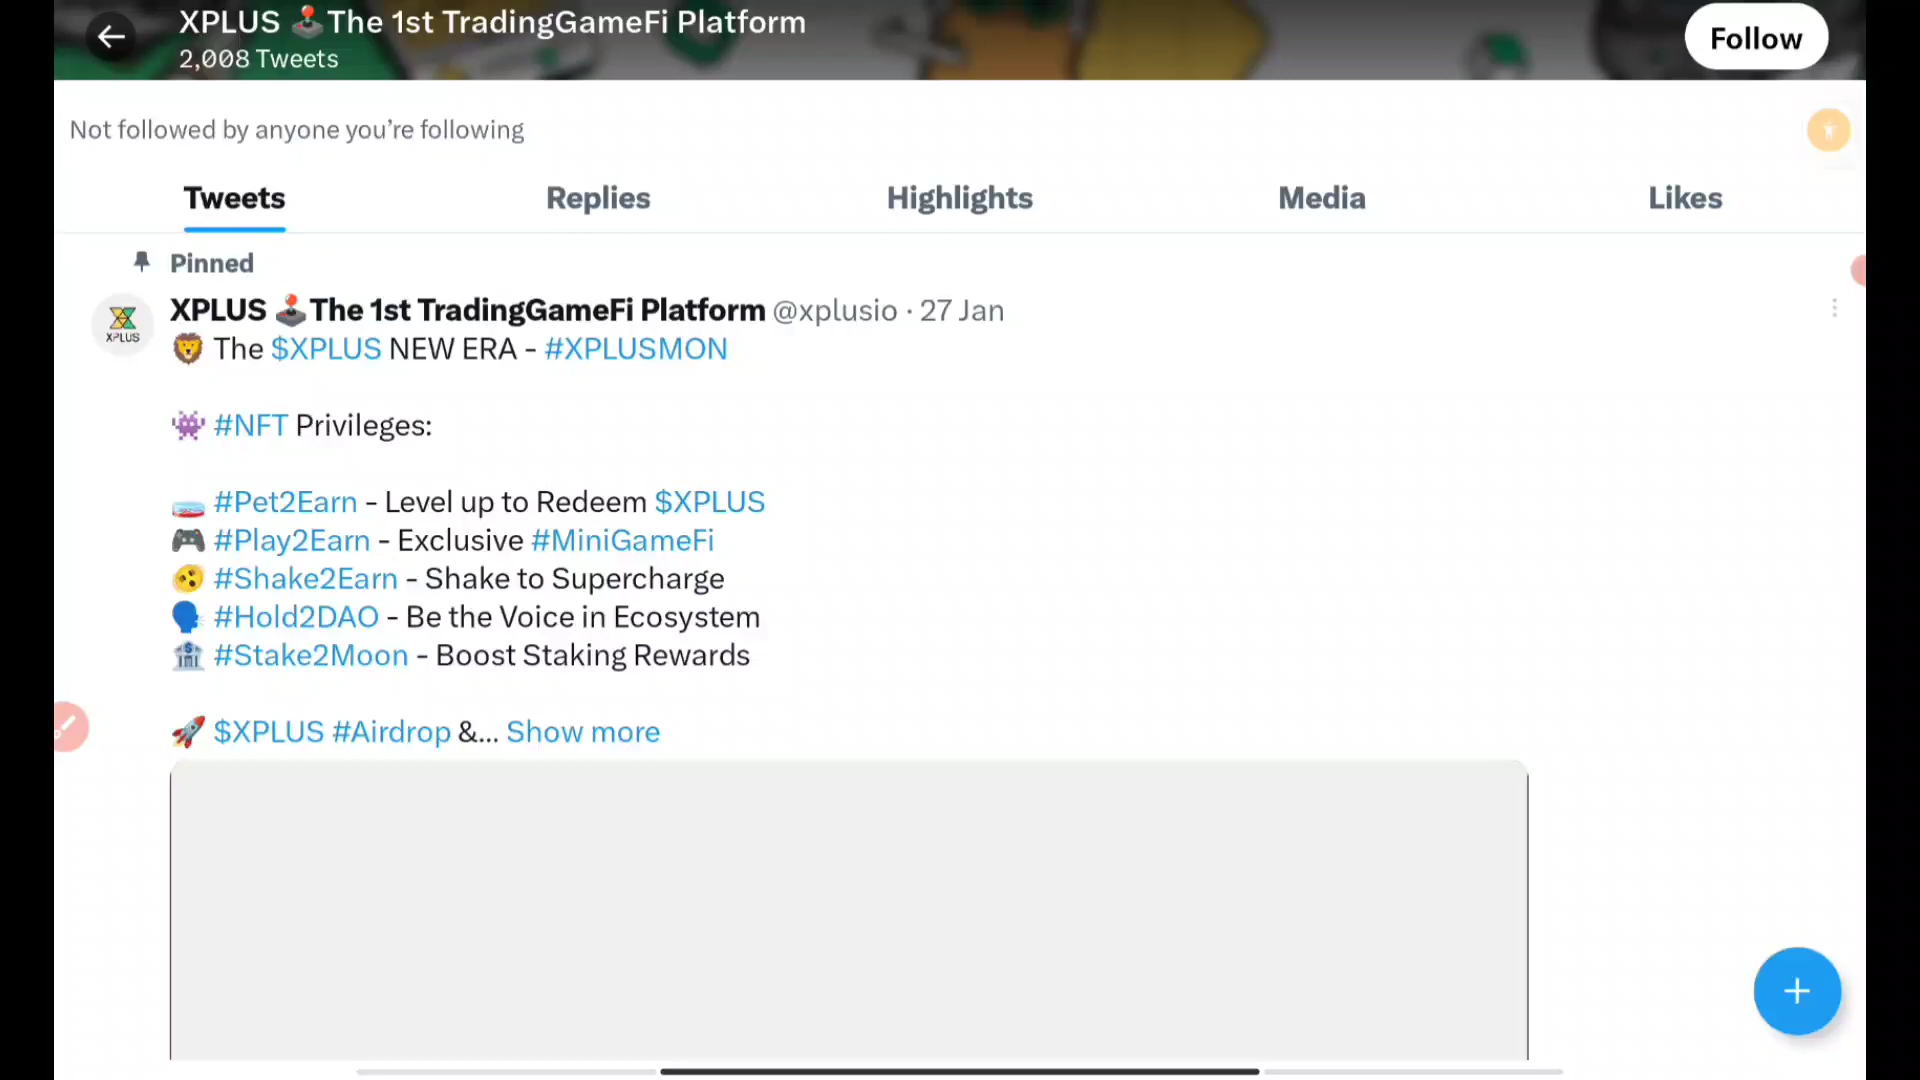 XPLUS 🕹️The 1st TradingGameFi Platform
2,008 Tweets
Follow
Not followed by anyone you’re following
Tweets Replies Highlights Media Likes
Pinned
XPLUS 🕹️The 1st TradingGameFi Platform @xplusio · 27 Jan
🦁 The $XPLUS NEW ERA - #XPLUSMON
👾 #NFT Privileges:
🧫 #Pet2Earn - Level up to Redeem $XPLUS
🎮 #Play2Earn - Exclusive #MiniGameFi
🫨 #Shake2Earn - Shake to Supercharge
🗣️ #Hold2DAO - Be the Voice in Ecosystem
🏦 #Stake2Moon - Boost Staking Rewards
🚀 $XPLUS #Airdrop &... Show more
XPLUS